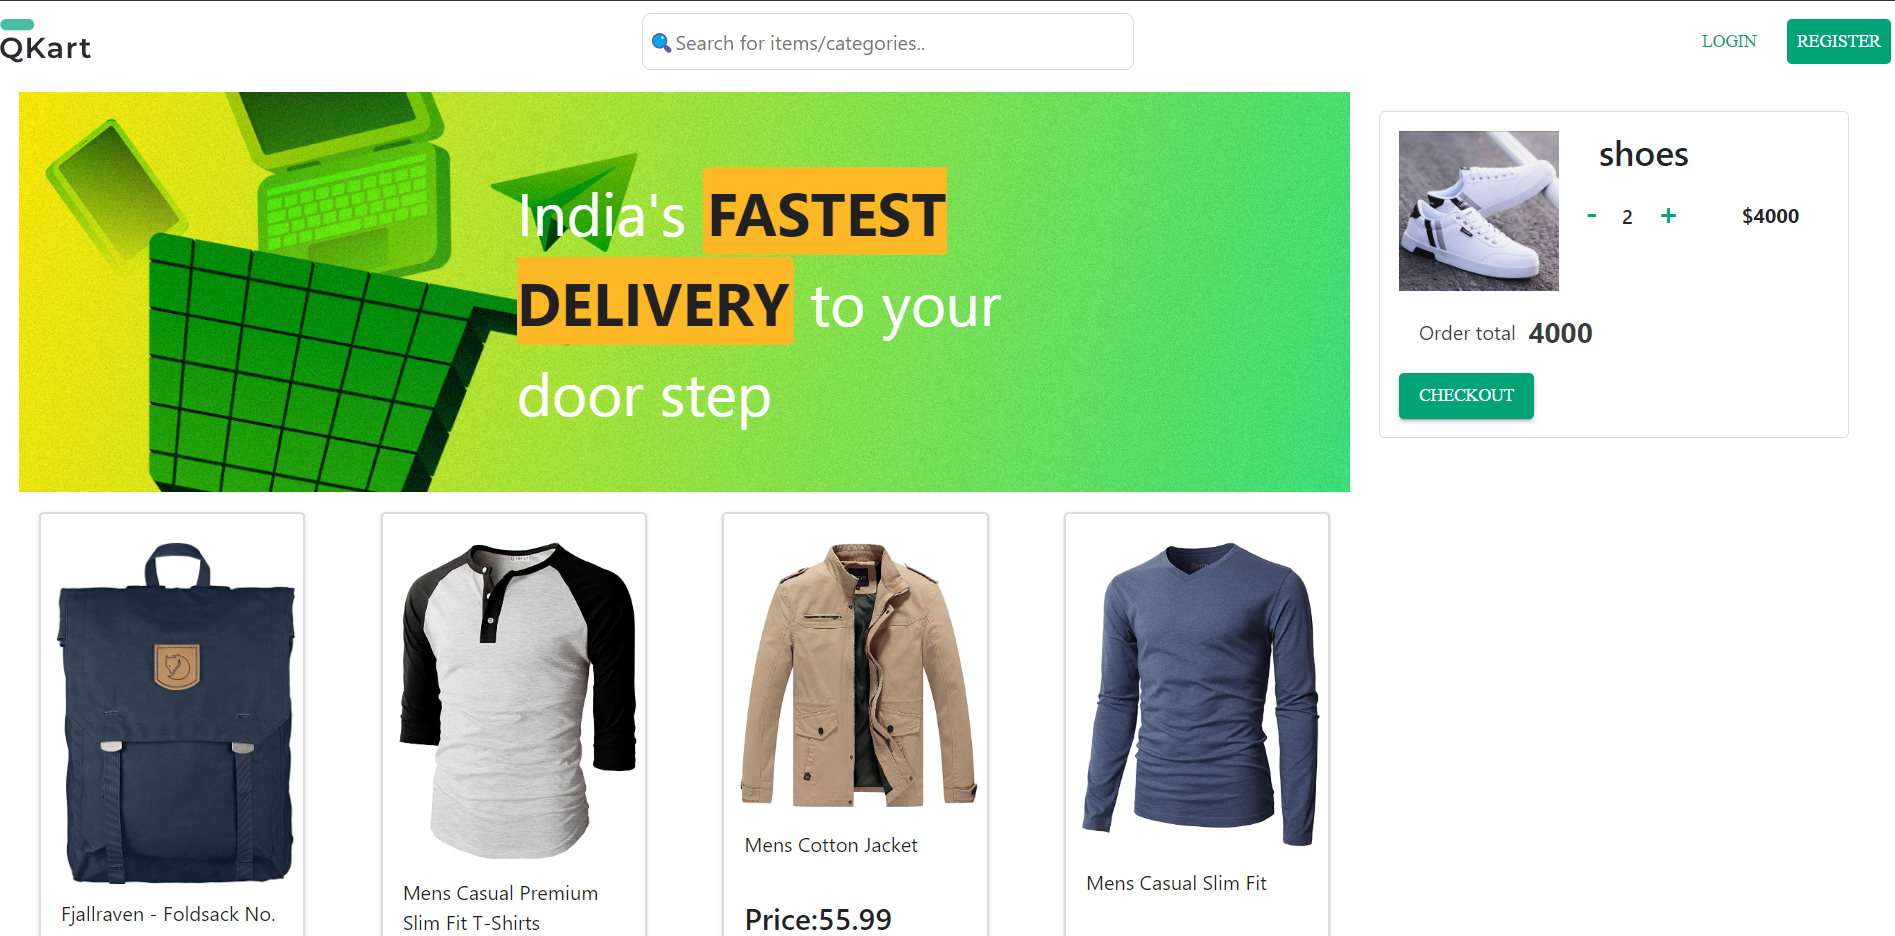 QKart
Search for items/categories..
LOGIN
REGISTER
India's FASTEST
DELIVERY to your
door step
shoes
- 2 + $4000
Order total 4000
CHECKOUT
Fjallraven - Foldsack No.
Mens Casual Premium
Slim Fit T-Shirts
Mens Cotton Jacket
Price:55.99
Mens Casual Slim Fit